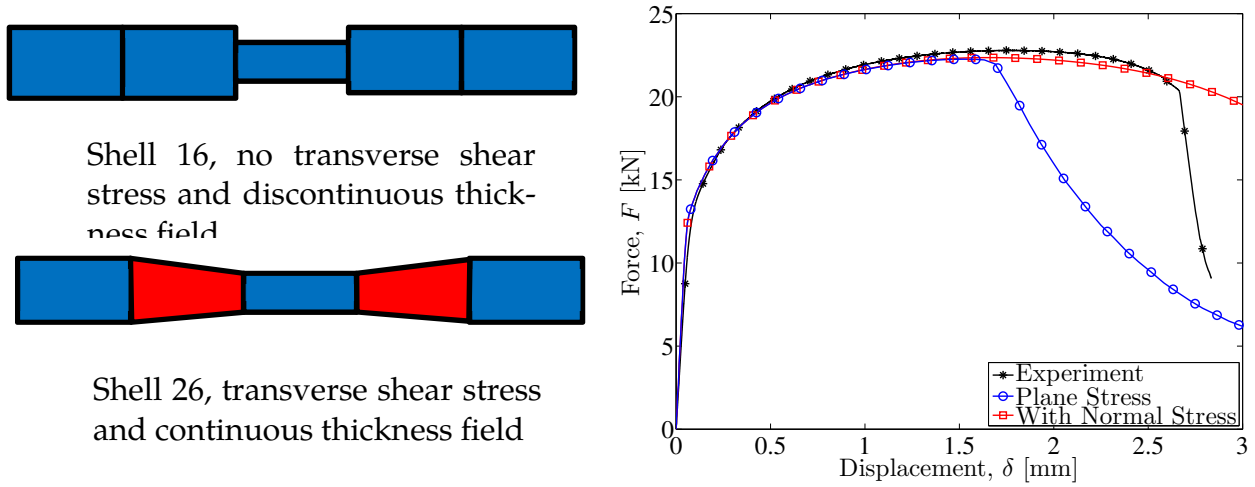 Shell 16, no transverse shear
stress and discontinuous thick-
ness field
Shell 26, transverse shear stress
and continuous thickness field
Force, F [kN]
25
20
15
10
5
0
0 0.5 1 1.5 2 2.5 3
Displacement, δ [mm]
Experiment
Plane Stress
With Normal Stress